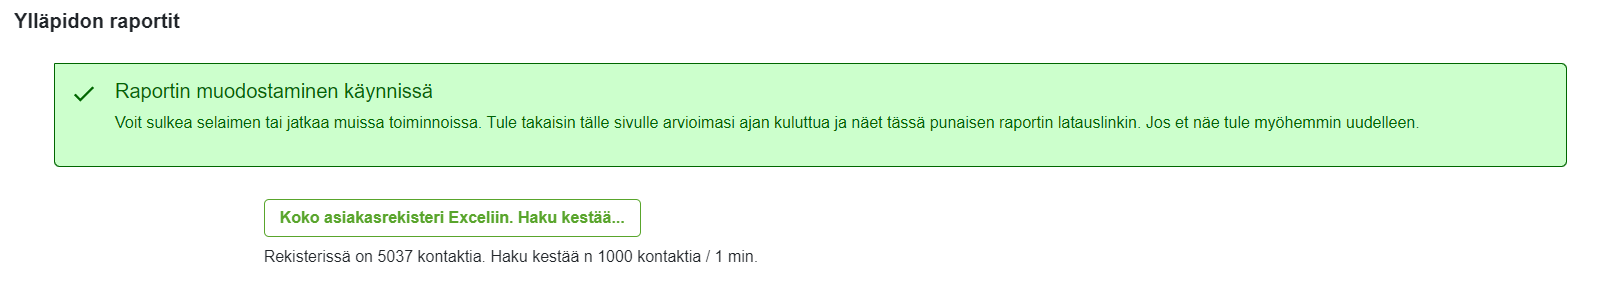 Ylläpidon raportit
Raportin muodostaminen käynnissä
Voit sulkea selaimen tai jatkaa muissa toiminnoissa. Tule takaisin tälle sivulle arvioimasi ajan kuluttua ja näet tässä punaisen raportin latauslinkin. Jos et näe tule myöhemmin uudelleen.
Koko asiakasrekisteri Exceliin. Haku kestää...
Rekisterissä on 5037 kontaktia. Haku kestää n 1000 kontaktia / 1 min.